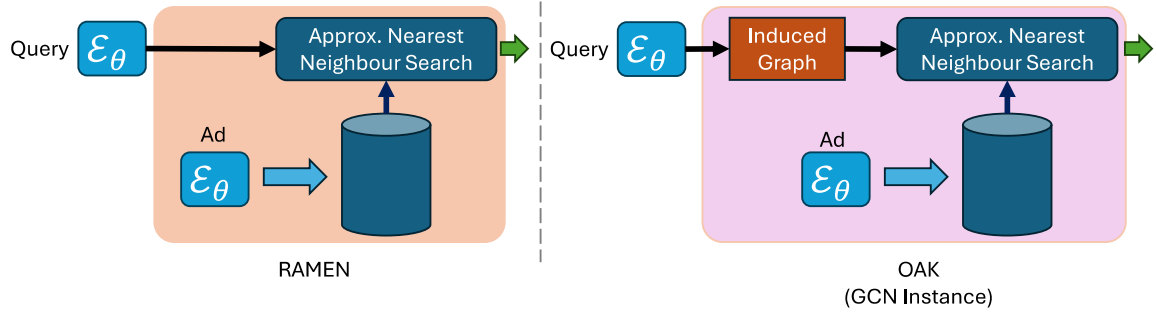 Query
ℰθ
Approx. Nearest
Neighbour Search
Ad
ℰθ
RAMEN
Query
ℰθ
Induced
Graph
Approx. Nearest
Neighbour Search
Ad
ℰθ
OAK
(GCN Instance)